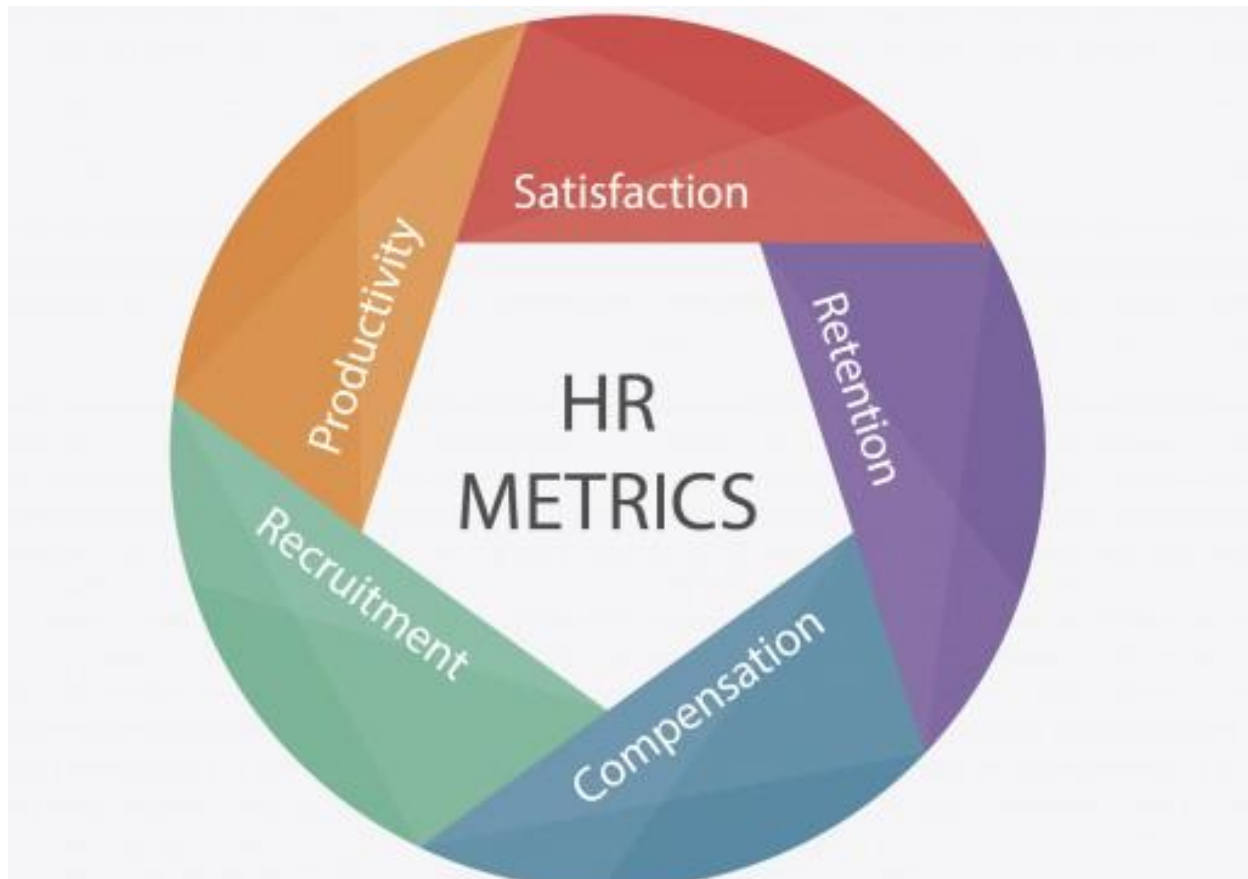 Satisfaction
Productivity
Retention
HR
METRICS
Recruitment
Compensation